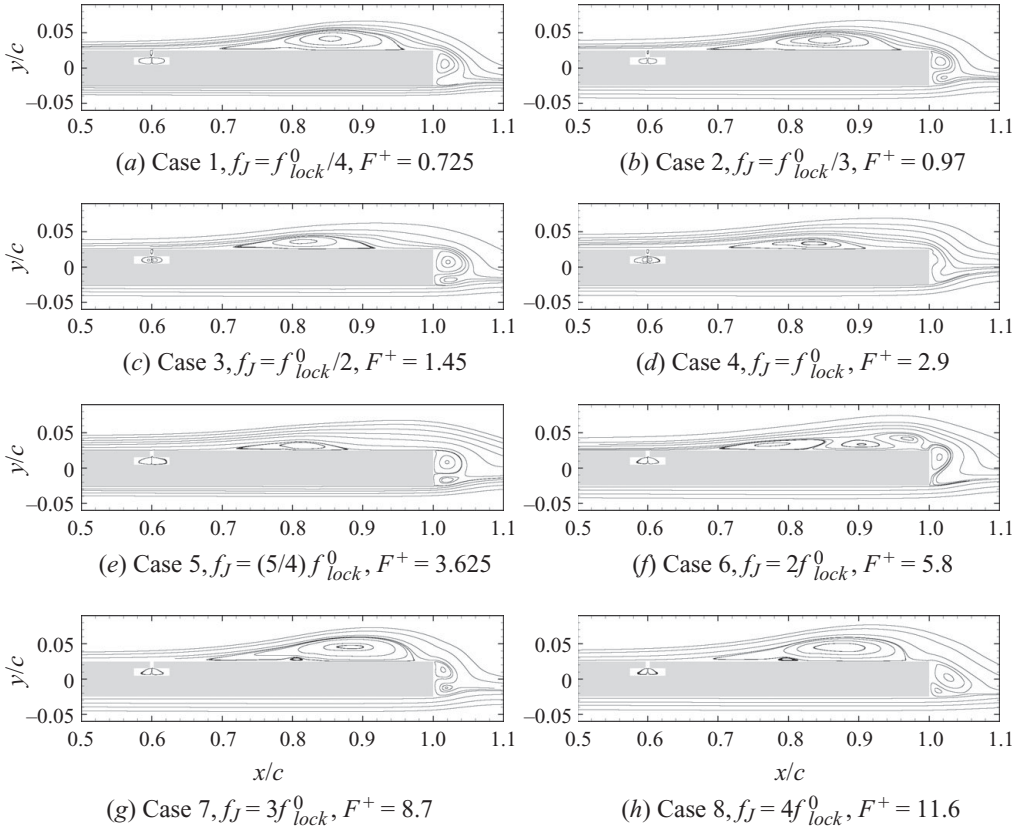 y/c 0.05 0 –0.05
0.5 0.6 0.7 0.8 0.9 1.0 1.1
(a) Case 1, f_J = f^0_lock/4, F^+ = 0.725
0.05 0 –0.05
0.5 0.6 0.7 0.8 0.9 1.0 1.1
(b) Case 2, f_J = f^0_lock/3, F^+ = 0.97
y/c 0.05 0 –0.05
0.5 0.6 0.7 0.8 0.9 1.0 1.1
(c) Case 3, f_J = f^0_lock/2, F^+ = 1.45
0.05 0 –0.05
0.5 0.6 0.7 0.8 0.9 1.0 1.1
(d) Case 4, f_J = f^0_lock, F^+ = 2.9
y/c 0.05 0 –0.05
0.5 0.6 0.7 0.8 0.9 1.0 1.1
(e) Case 5, f_J = (5/4) f^0_lock, F^+ = 3.625
0.05 0 –0.05
0.5 0.6 0.7 0.8 0.9 1.0 1.1
(f) Case 6, f_J = 2f^0_lock, F^+ = 5.8
y/c 0.05 0 –0.05
0.5 0.6 0.7 0.8 0.9 1.0 1.1
x/c
(g) Case 7, f_J = 3f^0_lock, F^+ = 8.7
0.05 0 –0.05
0.5 0.6 0.7 0.8 0.9 1.0 1.1
x/c
(h) Case 8, f_J = 4f^0_lock, F^+ = 11.6